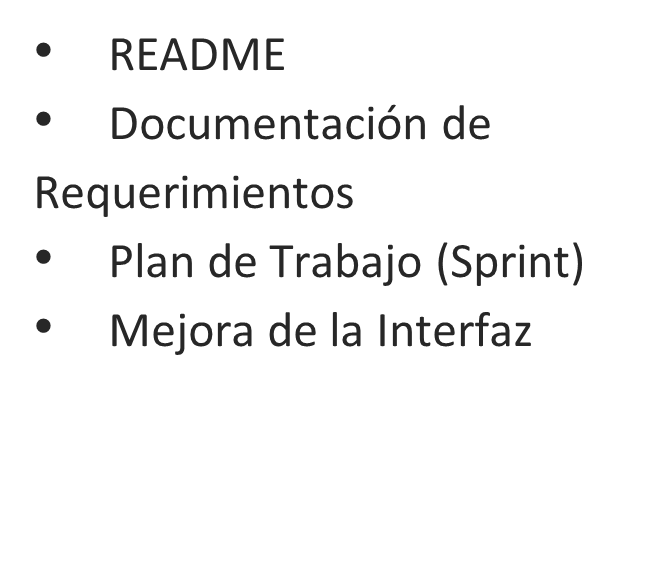 • README
• Documentación de
Requerimientos
• Plan de Trabajo (Sprint)
• Mejora de la Interfaz